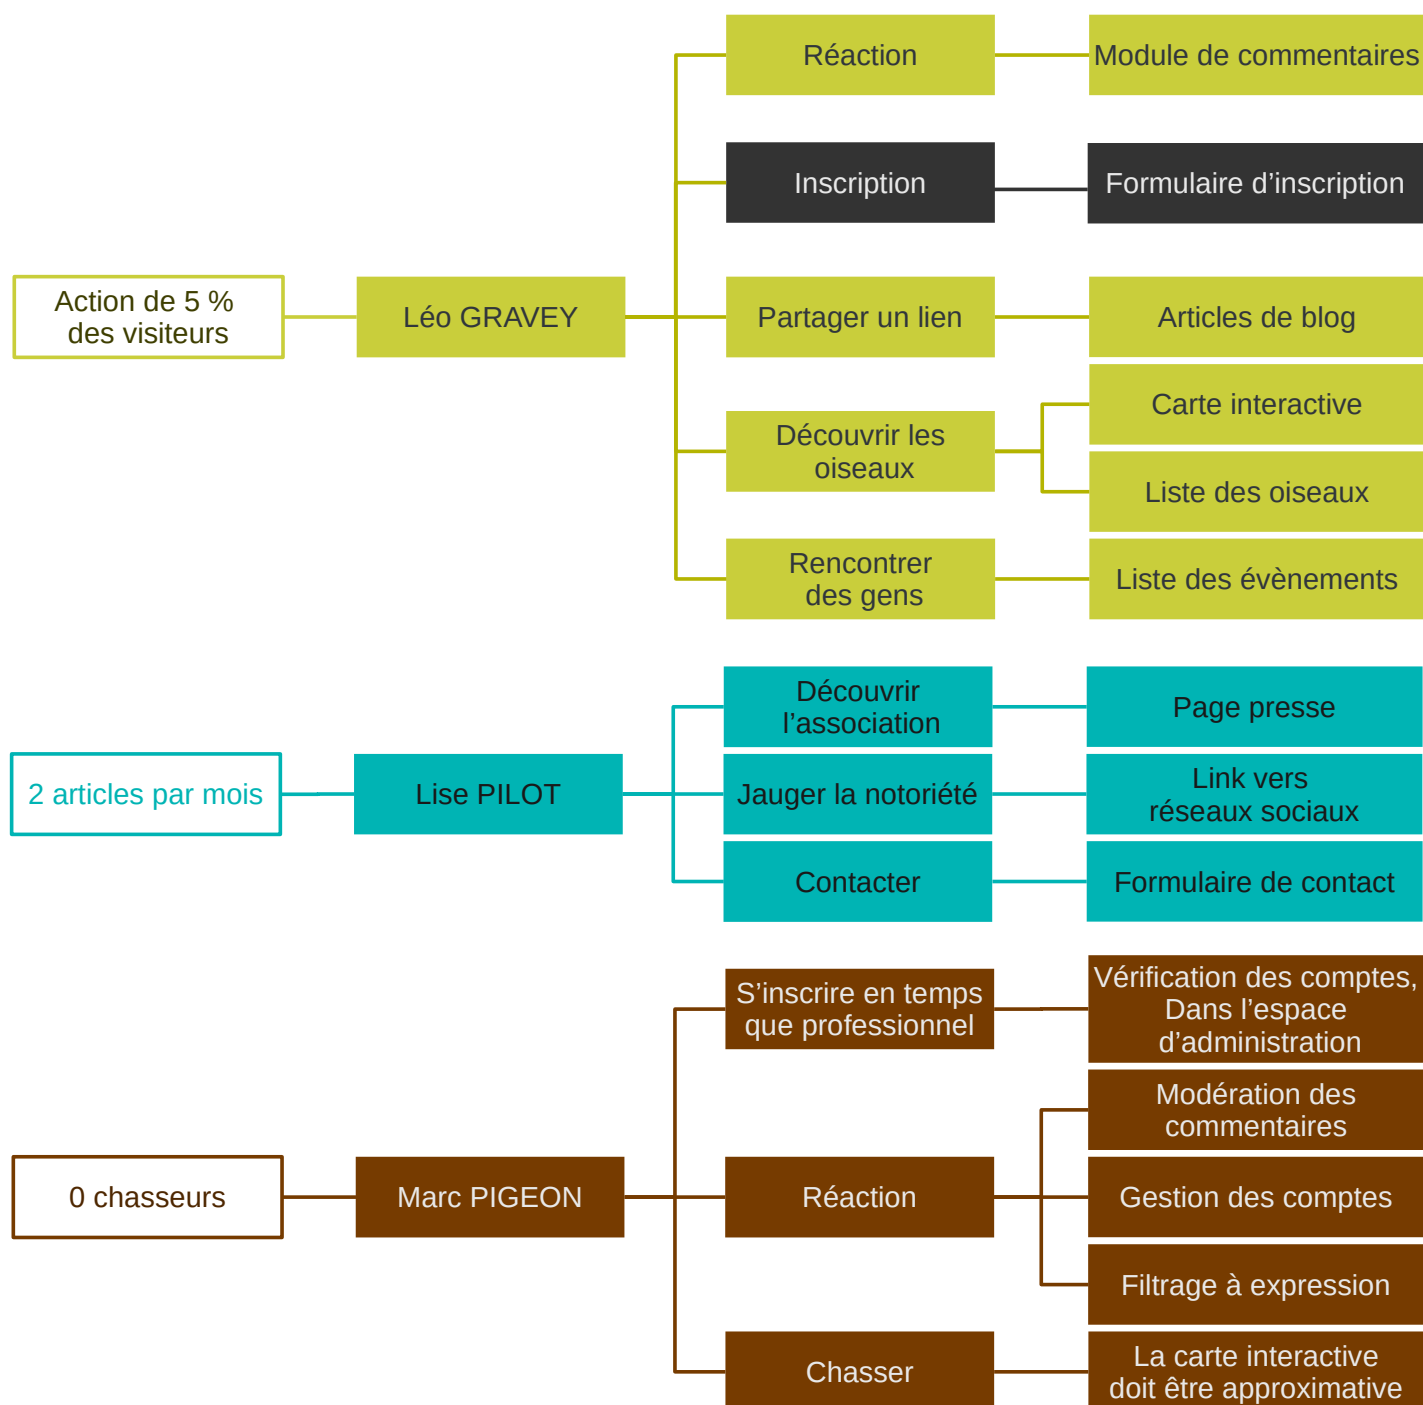 Réaction
Module de commentaires
Inscription
Formulaire d’inscription
Action de 5 %
des visiteurs
Léo GRAVEY
Partager un lien
Articles de blog
Carte interactive
Découvrir les
oiseaux
Liste des oiseaux
Rencontrer
des gens
Liste des évènements
Découvrir
l’association
Page presse
2 articles par mois
Lise PILOT
Jauger la notoriété
Link vers
réseaux sociaux
Contacter
Formulaire de contact
S’inscrire en temps
que professionnel
Vérification des comptes,
Dans l’espace
d’administration
Modération des
commentaires
0 chasseurs
Marc PIGEON
Réaction
Gestion des comptes
Filtrage à expression
Chasser
La carte interactive
doit être approximative